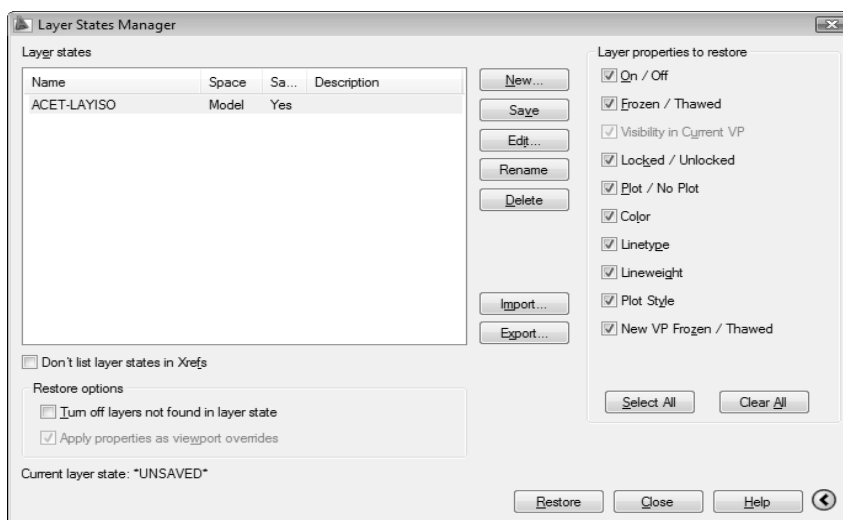 Layer States Manager
Layer states
Name Space Sa... Description
ACET-LAYISO Model Yes
New...
Save
Edit...
Rename
Delete
Import...
Export...
Don't list layer states in Xrefs
Restore options
Turn off layers not found in layer state
Apply properties as viewport overrides
Current layer state: "UNSAVED"
Layer properties to restore
On / Off
Frozen / Thawed
Visibility in Current VP
Locked / Unlocked
Plot / No Plot
Color
Linetype
Lineweight
Plot Style
New VP Frozen / Thawed
Select All Clear All
Restore Close Help